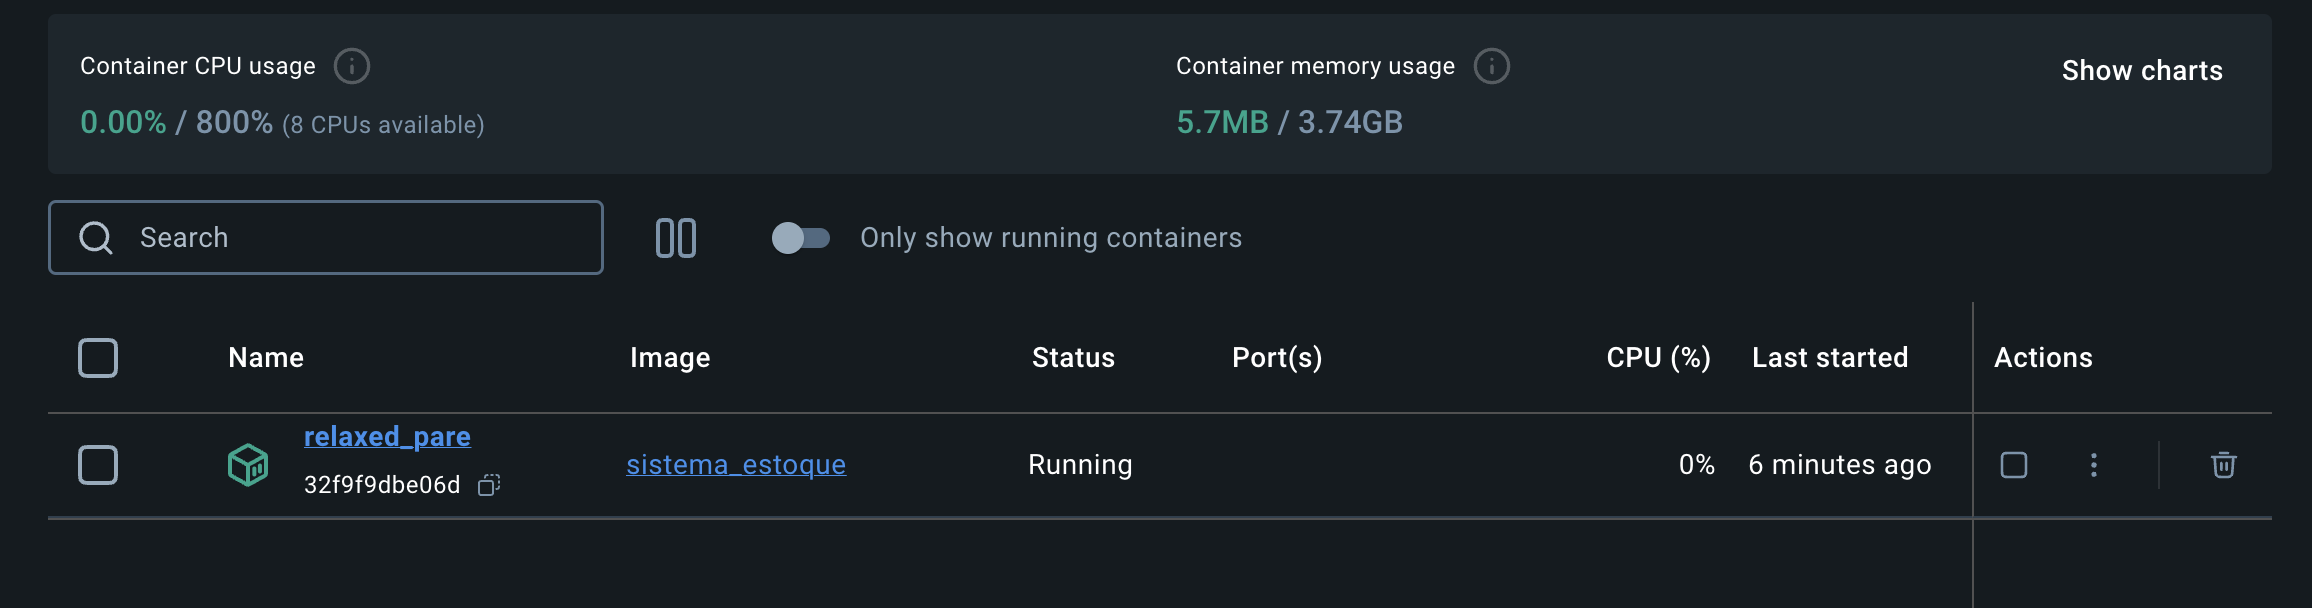 Container CPU usage
0.00% / 800% (8 CPUs available)
Container memory usage
5.7MB / 3.74GB
Show charts
Search
Only show running containers
Name Image Status Port(s) CPU (%) Last started Actions
relaxed_pare
32f9f9dbe06d
sistema_estoque
Running
0%
6 minutes ago